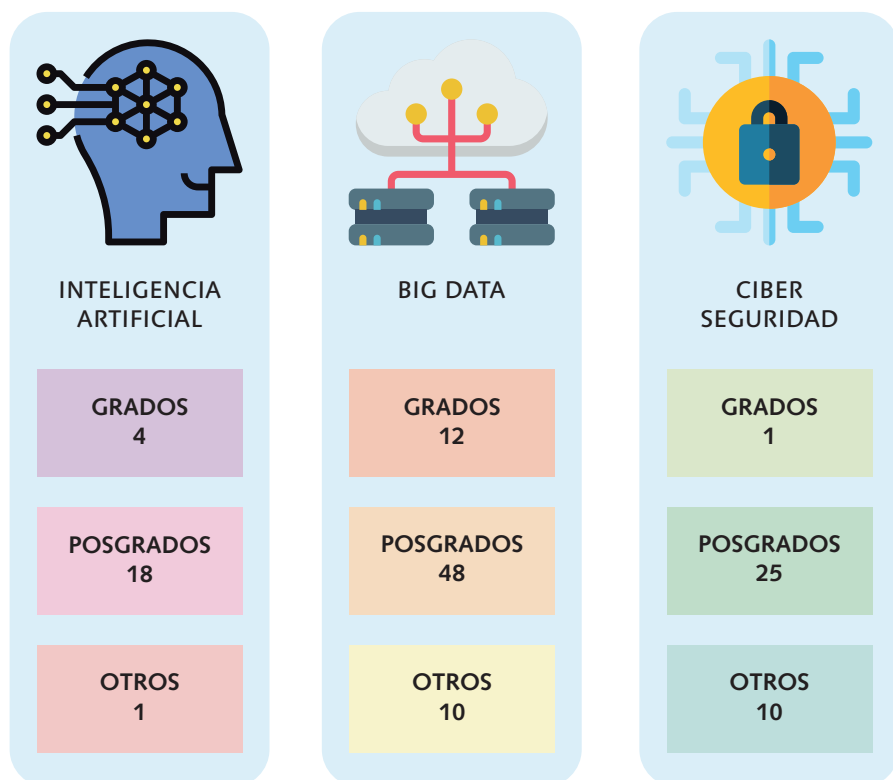 INTELIGENCIA
ARTIFICIAL
GRADOS
4
POSGRADOS
18
OTROS
1
BIG DATA
GRADOS
12
POSGRADOS
48
OTROS
10
CIBER
SEGURIDAD
GRADOS
1
POSGRADOS
25
OTROS
10